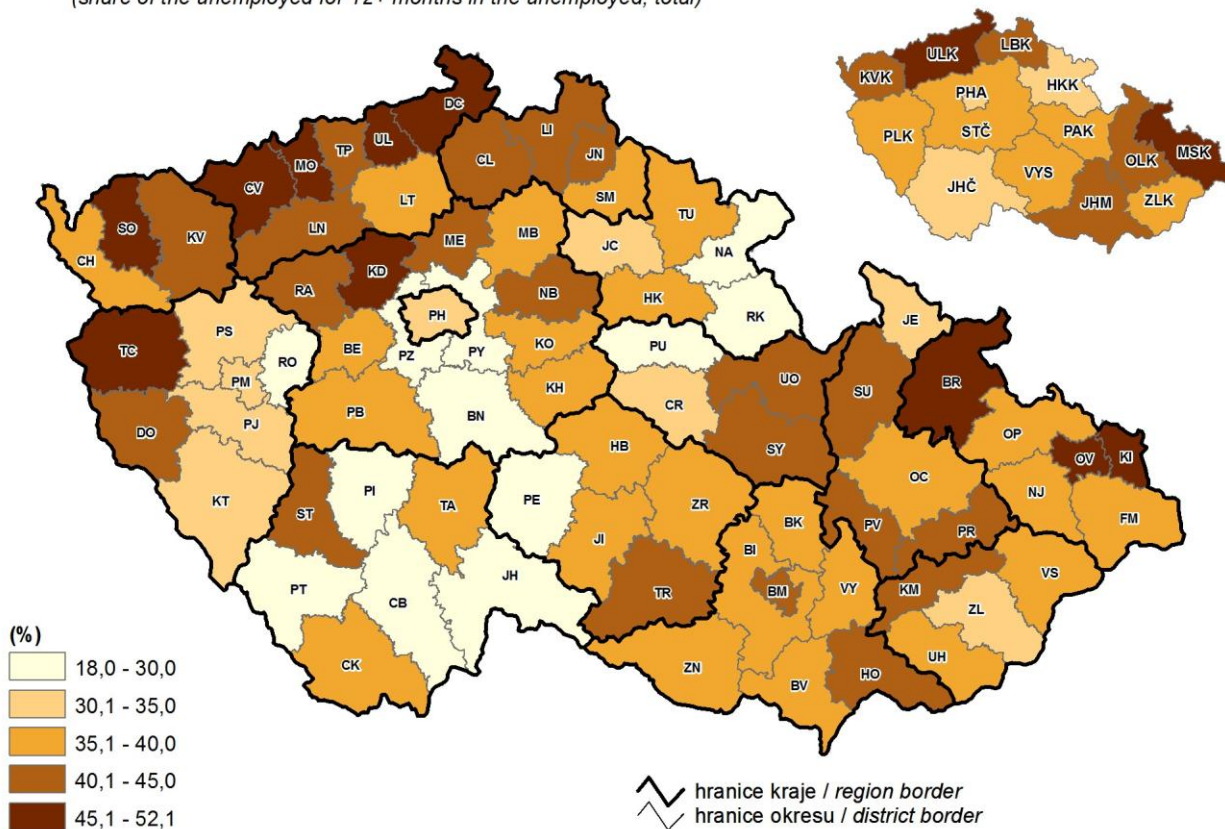 (share of the unemployed for 12+ months in the unemployed, total)
ULK
LBK
KVK
HKK
PHA
PLK
STČ
PAK
MSK
OLK
VYS
JHČ
JHM
ZLK
DC
UL
LI
TP
MO
JN
CL
CV
LT
SM
TU
SO
KV
LN
ME
MB
JC
NA
CH
KD
RA
NB
HK
PH
RK
JE
TC
PS
RO
BE
KO
PU
PZ
PY
PM
UO
SU
BR
KH
PB
BN
CR
DO
PJ
SY
OP
HB
OV
KI
KT
PI
TA
PE
OC
NJ
ST
ZR
FM
BK
PV
PR
JI
BI
PT
JH
VS
CB
TR
BM
VY
KM
ZL
CK
ZN
UH
HO
BV
(%)
18,0 - 30,0
30,1 - 35,0
35,1 - 40,0
40,1 - 45,0
45,1 - 52,1
hranice kraje / region border
hranice okresu / district border